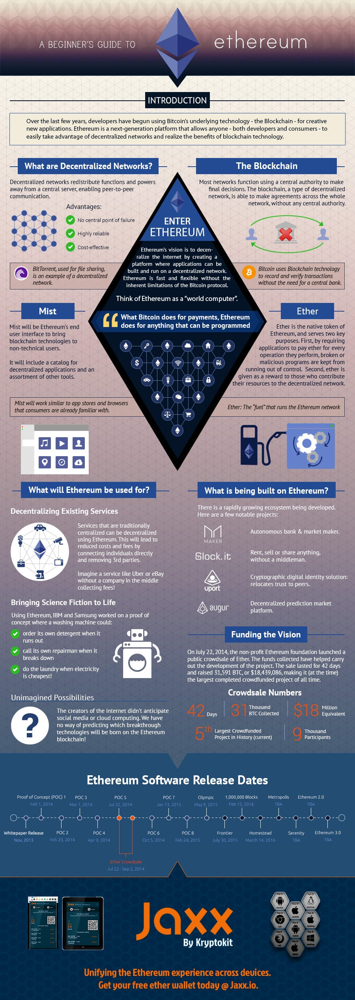 A BEGINNER'S GUIDE TO
ethereum
INTRODUCTION
Over the last few years, developers have begun using Bitcoin's underlying technology - the Blockchain - for creative
new applications. Ethereum is a next-generation platform that allows anyone - both developers and consumers - to
easily take advantage of decentralized networks and realize the benefits of blockchain technology.
What are Decentralized Networks?
Decentralized networks redistribute functions and powers
away from a central server, enabling peer-to-peer
communication.
Advantages:
No central point of failure
Highly reliable
Cost-effective
BitTorrent, used for file sharing,
is an example of a decentralized
network.
The Blockchain
Most networks function using a central authority to make
final decisions. The blockchain, a type of decentralized
network, is able to make agreements across the whole
network, without any central authority.
Bitcoin uses Blockchain technology
to record and verify transactions
without the need for a central bank.
ENTER
ETHEREUM
Ethereum's vision is to decen-
ralize the internet by creating a
platform where applications can be
built and run on a decentralized network.
Ethereum is fast and flexible without the
inherent limitations of the Bitcoin protocol.
Think of Ethereum as a "world computer".
“ What Bitcoin does for payments, Ethereum
does for anything that can be programmed
$
Mist
Mist will be Ethereum's end
user interface to bring
blockchain technologies to
non-technical users.
It will include a catalog for
decentralized applications and an
assortment of other tools.
Mist will work similar to app stores and browsers
that consumers are already familiar with.
Ether
Ether is the native token of
Ethereum, and serves two key
purposes. First, by requiring
applications to pay ether for every
operation they perform, broken or
malicious programs are kept from
running out of control. Second, ether is
given as a reward to those who contribute
their resources to the decentralized network.
Ether: The "fuel" that runs the Ethereum network
What will Ethereum be used for?
Decentralizing Existing Services
Services that are traditionally
centralized can be decentralized
using Ethereum. This will lead to
reduced costs and fees by
connecting individuals directly
and removing 3rd parties.
Imagine a service like Uber or eBay
without a company in the middle
collecting fees!
Bringing Science Fiction to Life
Using Ethereum, IBM and Samsung worked on a proof of
concept where a washing machine could:
order its own detergent when it
runs out
call its own repairman when it
breaks down
do the laundry when electricity
is cheapest!
Unimagined Possibilities
?
The creators of the internet didn't anticipate
social media or cloud computing. We have
no way of predicting which breakthrough
technologies will be born on the Ethereum
blockchain!
What is being built on Ethereum?
There is a rapidly growing ecosystem being developed.
Here are a few notable projects:
MAKER
Autonomous bank & market maker.
Slock.it
Rent, sell or share anything,
without a middleman.
uport
Cryptographic digital identity solution:
relocates trust to peers.
augur
Decentralized prediction market
platform.
Funding the Vision
On July 22, 2014, the non-profit Ethereum foundation launched a
public crowdsale of Ether. The funds collected have helped carry
out the development of the project. The sale lasted for 42 days
and raised 31,591 BTC, or $18,439,086, making it (at the time)
the largest completed crowdfunded project of all time.
Crowdsale Numbers
42 Days
31 Thousand
BTC Collected
$18 Million
Equivalent
5th Largest Crowdfunded
Project in History (current)
9 Thousand
Participants
Ethereum Software Release Dates
Proof of Concept (POC) 1
Feb 1, 2014
POC 3
Mar 1, 2014
POC 5
Jul 22, 2014
POC 7
Jan 13, 2015
Olympic
May 9, 2015
1,000,000 Blocks
Feb 13, 2016
Metropolis
TBA
Ethereum 2.0
TBA
Whitepaper Release
Nov, 2013
POC 2
Feb 20, 2014
POC 4
Apr 9, 2014
POC 6
Oct 5, 2014
POC 8
Feb 24, 2015
Frontier
July 30, 2015
Homestead
March 14, 2016
Serenity
TBA
Ethereum 3.0
TBA
Ether Crowdsale
Jul 22 - Sep 2, 2014
Jaxx
Jaxx
Jaxx
By Kryptokit
mobile
desktop
mobile
ext
desktop
tablet
ext
desktop
tablet
Unifying the Ethereum experience across devices.
Get your free ether wallet today @ Jaxx.io.